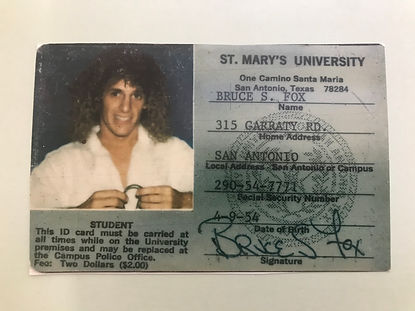 ST. MARY'S UNIVERSITY
One Camino Santa Maria
San Antonio, Texas 78284
BRUCE S. FOX
Name
315 GARRATY RD.
Home Address
SAN ANTONIO
Local Address - San Antonio or Campus
290-54-7771
Social Security Number
4-9-54
Date of Birth
Bruce S Fox
Signature
STUDENT
This ID card must be carried at
all times while on the University
premises and may be replaced at
the Campus Police Office.
Fee: Two Dollars ($2.00)